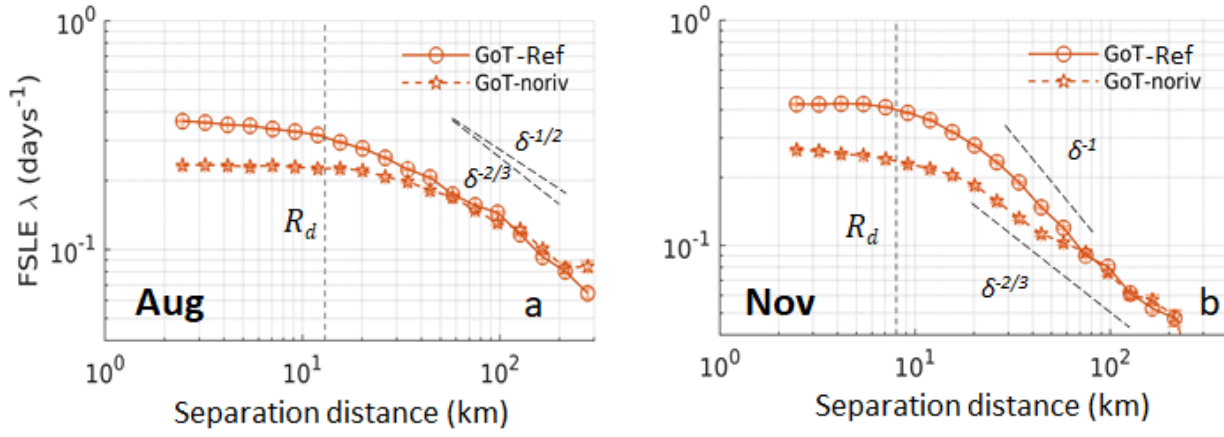 FSLE λ (days⁻¹)
10⁰
10⁻¹
GoT-Ref
GoT-noriv
δ⁻¹/²
δ⁻²/³
R_d
Aug
a
10⁰
10¹
10²
Separation distance (km)
10⁰
10⁻¹
GoT-Ref
GoT-noriv
δ⁻¹
R_d
δ⁻²/³
Nov
b
10⁰
10¹
10²
Separation distance (km)